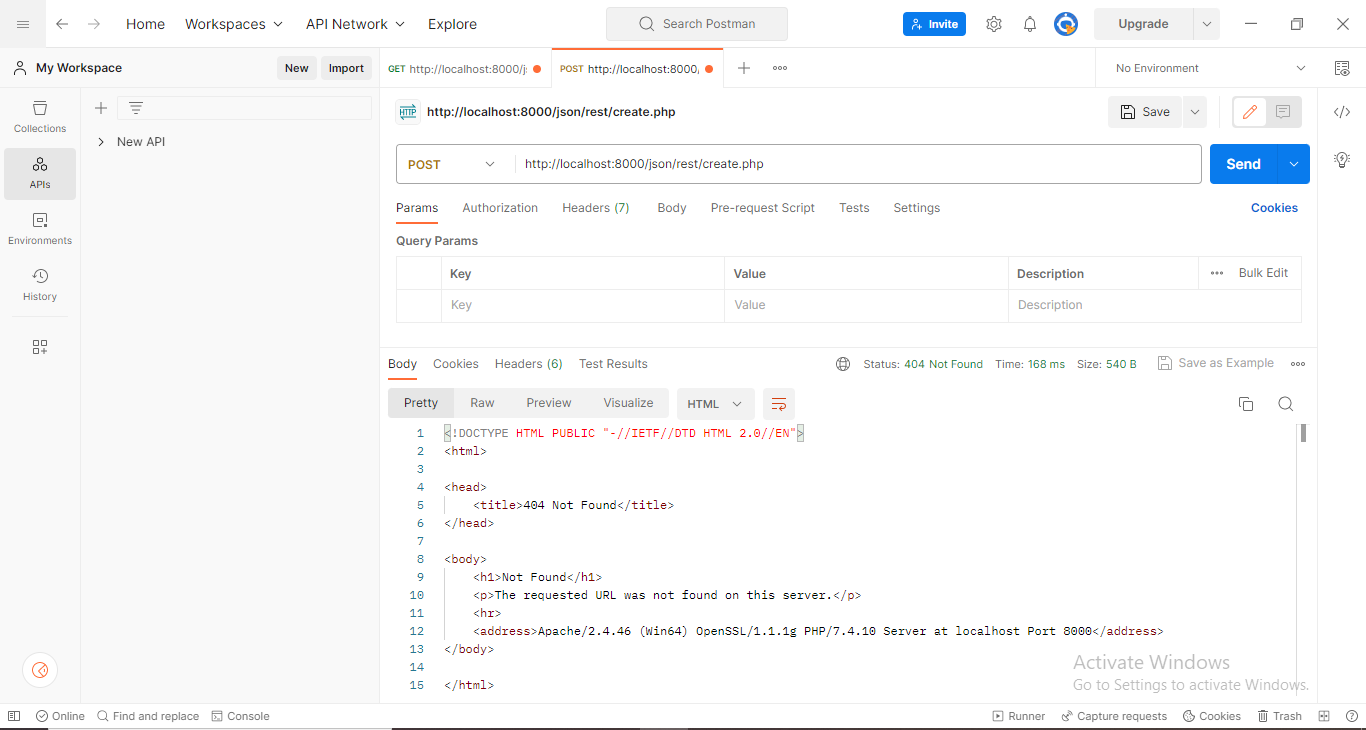 Home Workspaces API Network Explore Search Postman Invite Upgrade
My Workspace New Import GET http://localhost:8000/j POST http://localhost:8000, No Environment
Collections
APIs
Environments
History
New API
HTTP http://localhost:8000/json/rest/create.php Save
POST http://localhost:8000/json/rest/create.php Send
Params Authorization Headers (7) Body Pre-request Script Tests Settings Cookies
Query Params
Key Value Description Bulk Edit
Key Value Description
Body Cookies Headers (6) Test Results Status: 404 Not Found Time: 168 ms Size: 540 B Save as Example
Pretty Raw Preview Visualize HTML
1 <!DOCTYPE HTML PUBLIC "-//IETF//DTD HTML 2.0//EN">
2 <html>
3
4 <head>
5 <title>404 Not Found</title>
6 </head>
7
8 <body>
9 <h1>Not Found</h1>
10 <p>The requested URL was not found on this server.</p>
11 <hr>
12 <address>Apache/2.4.46 (Win64) OpenSSL/1.1.1g PHP/7.4.10 Server at localhost Port 8000</address>
13 </body>
14
15 </html>
Activate Windows
Go to Settings to activate Windows.
Online Find and replace Console Runner Capture requests Cookies Trash